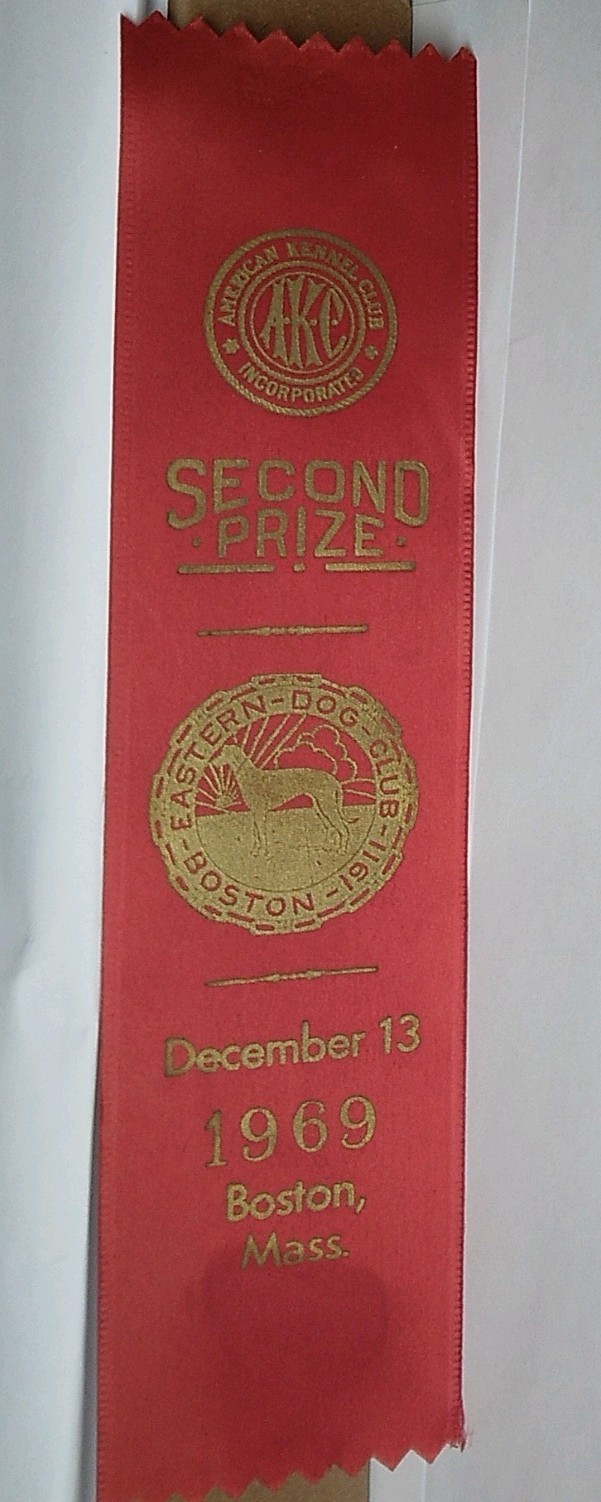 AMERICAN KENNEL CLUB
INCORPORATED
A.K.C
SECOND
·PRIZE·
EASTERN-DOG-CLUB-
-BOSTON-1911
December 13
1969
Boston,
Mass.